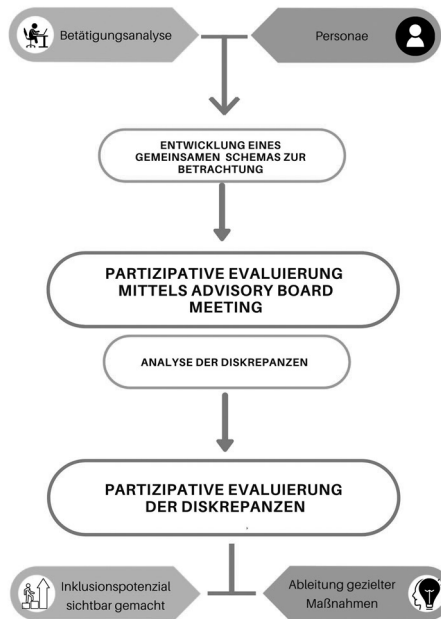 Betätigungsanalyse
Personae
ENTWICKLUNG EINES
GEMEINSAMEN SCHEMAS ZUR
BETRACHTUNG
PARTIZIPATIVE EVALUIERUNG
MITTELS ADVISORY BOARD
MEETING
ANALYSE DER DISKREPANZEN
PARTIZIPATIVE EVALUIERUNG
DER DISKREPANZEN
Inklusionspotenzial
sichtbar gemacht
Ableitung gezielter
Maßnahmen